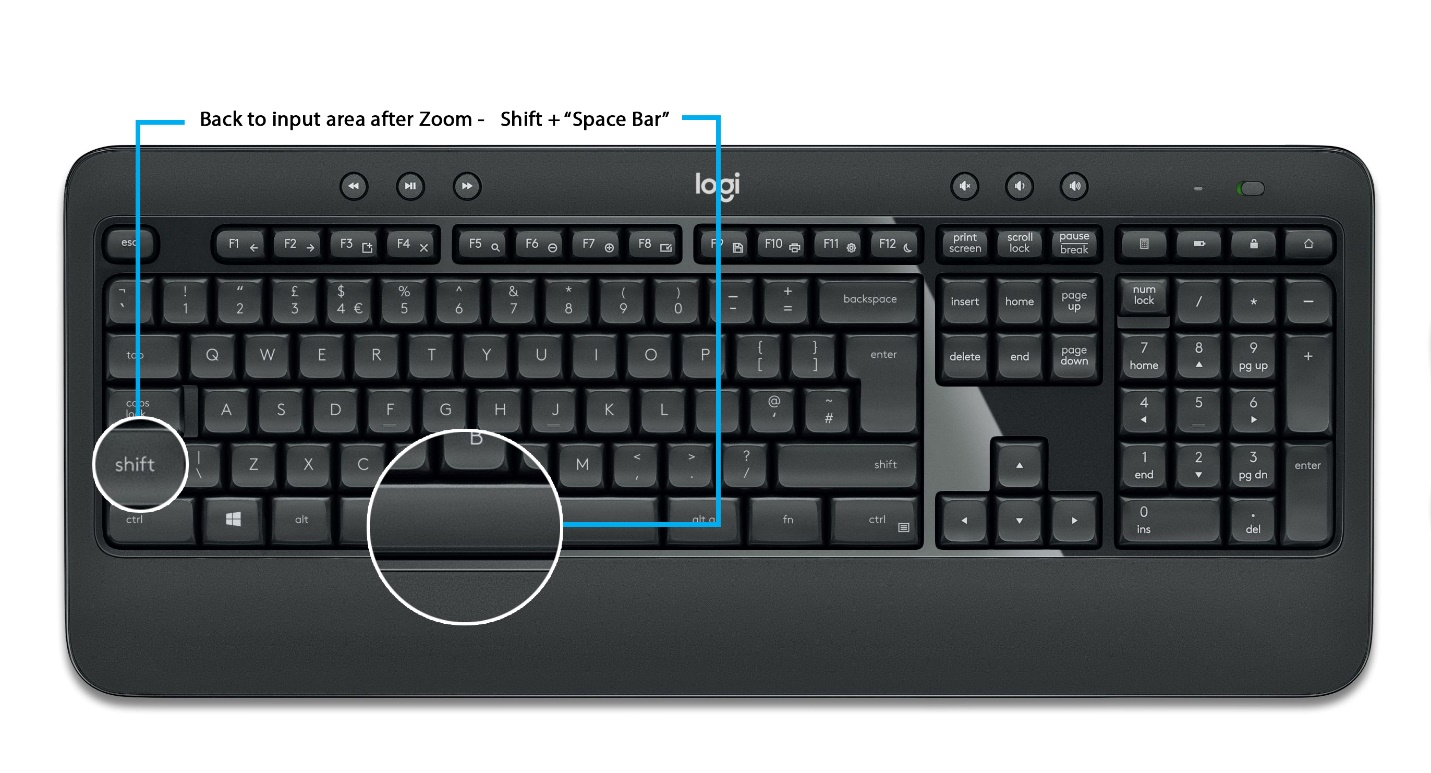 Back to input area after Zoom - Shift + “Space Bar”
logi
esc F1 F2 F3 F4 F5 F6 F7 F8 F9 F10 F11 F12 print screen scroll lock pause break
¬ ` ! 1 “ 2 £ 3 $ 4 € % 5 ^ 6 & 7 * 8 ( 9 ) 0 _ - + = backspace insert home page up num lock / * −
tab Q W E R T Y U I O P { [ } ] enter delete end page down 7 home 8 9 pg up +
caps lock A S D F G H J K L @ ' ~ # 4 5 6
shift | \ Z X C B M < , > . ? / shift 1 end 2 3 pg dn enter
ctrl alt alt fn ctrl 0 ins . del